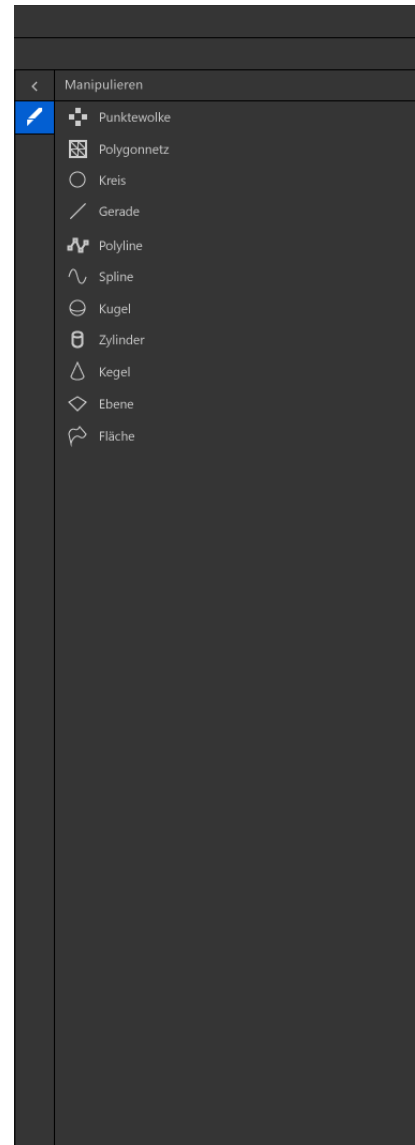 Manipulieren
Punktewolke
Polygonnetz
Kreis
Gerade
Polyline
Spline
Kugel
Zylinder
Kegel
Ebene
Fläche